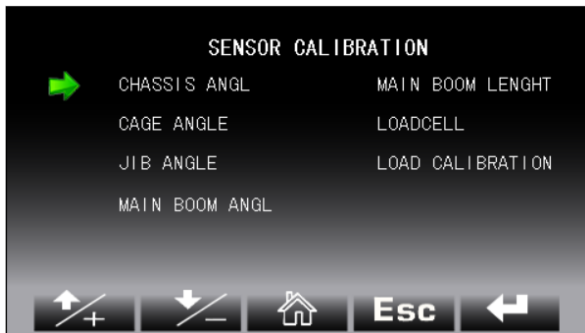 SENSOR CALIBRATION
CHASSIS ANGL
MAIN BOOM LENGHT
CAGE ANGLE
LOADCELL
JIB ANGLE
LOAD CALIBRATION
MAIN BOOM ANGL
+
-
Esc